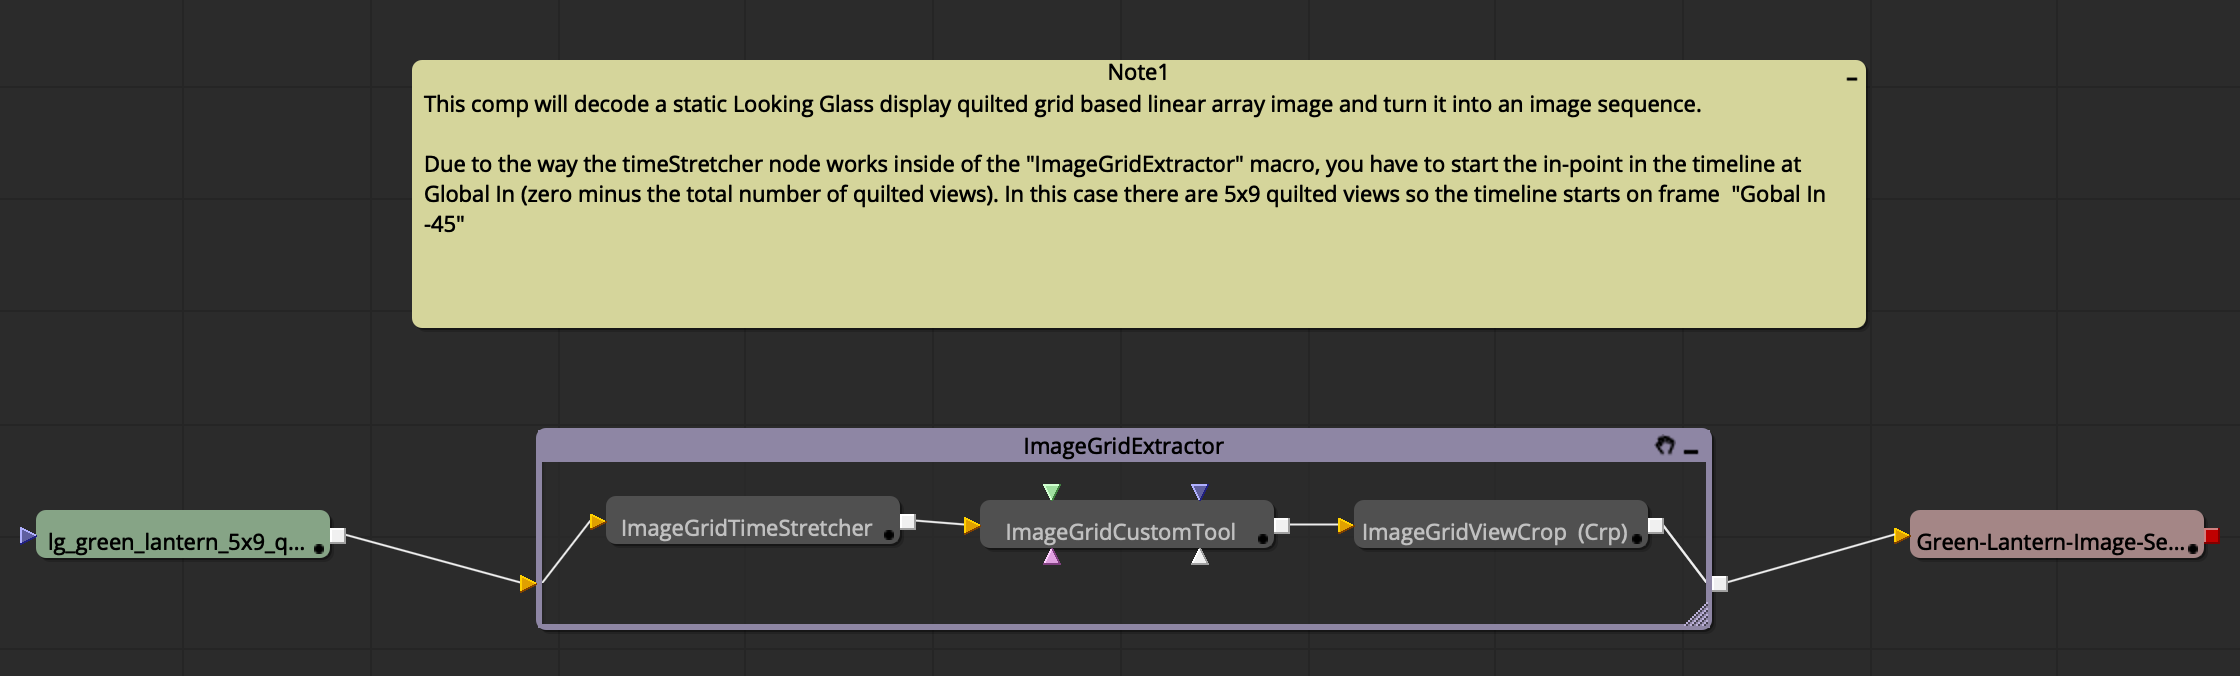 Note1
This comp will decode a static Looking Glass display quilted grid based linear array image and turn it into an image sequence.
Due to the way the timeStretcher node works inside of the "ImageGridExtractor" macro, you have to start the in-point in the timeline at
Global In (zero minus the total number of quilted views). In this case there are 5x9 quilted views so the timeline starts on frame  "Gobal In
-45"
ImageGridExtractor
lg_green_lantern_5x9_q...
ImageGridTimeStretcher
ImageGridCustomTool
ImageGridViewCrop (Crp)
Green-Lantern-Image-Se...